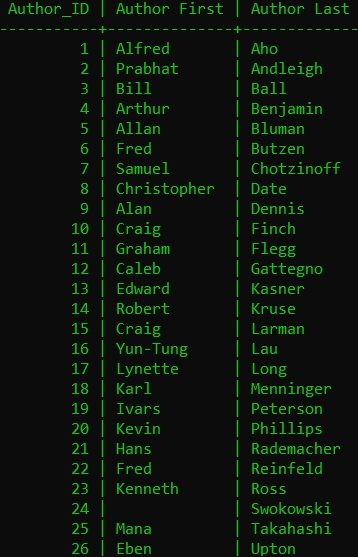 Author_ID | Author First | Author Last
-----------+--------------+-------------
1 | Alfred | Aho
2 | Prabhat | Andleigh
3 | Bill | Ball
4 | Arthur | Benjamin
5 | Allan | Bluman
6 | Fred | Butzen
7 | Samuel | Chotzinoff
8 | Christopher | Date
9 | Alan | Dennis
10 | Craig | Finch
11 | Graham | Flegg
12 | Caleb | Gattegno
13 | Edward | Kasner
14 | Robert | Kruse
15 | Craig | Larman
16 | Yun-Tung | Lau
17 | Lynette | Long
18 | Karl | Menninger
19 | Ivars | Peterson
20 | Kevin | Phillips
21 | Hans | Rademacher
22 | Fred | Reinfeld
23 | Kenneth | Ross
24 | | Swokowski
25 | Mana | Takahashi
26 | Eben | Upton